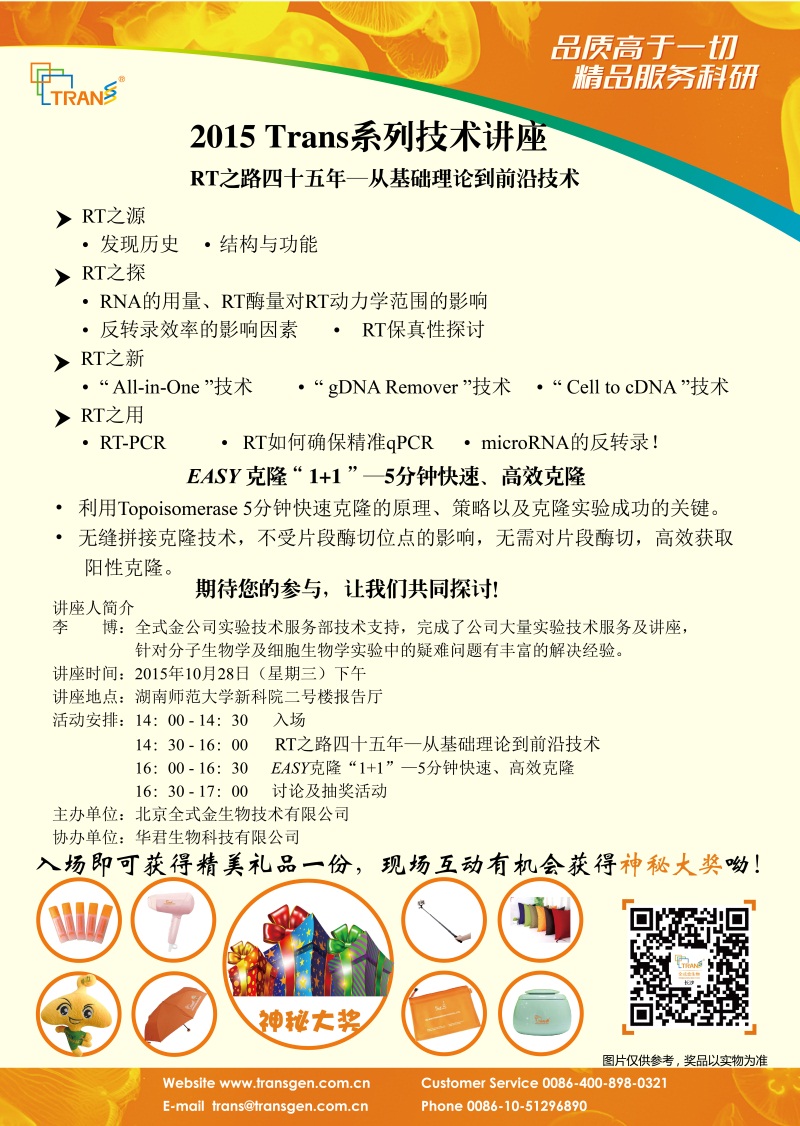 品质高于一切
精品服务科研
TRANS®
2015 Trans系列技术讲座
RT之路四十五年—从基础理论到前沿技术
➤ RT之源
• 发现历史 • 结构与功能
➤ RT之探
• RNA的用量、RT酶量对RT动力学范围的影响
• 反转录效率的影响因素 • RT保真性探讨
➤ RT之新
• “ All-in-One ”技术 • “ gDNA Remover ”技术 • “ Cell to cDNA ”技术
➤ RT之用
• RT-PCR • RT如何确保精准qPCR • microRNA的反转录！
EASY 克隆“ 1+1 ”—5分钟快速、高效克隆
• 利用Topoisomerase 5分钟快速克隆的原理、策略以及克隆实验成功的关键。
• 无缝拼接克隆技术，不受片段酶切位点的影响，无需对片段酶切，高效获取
阳性克隆。
期待您的参与，让我们共同探讨!
讲座人简介
李 博：全式金公司实验技术服务部技术支持，完成了公司大量实验技术服务及讲座，
针对分子生物学及细胞生物学实验中的疑难问题有丰富的解决经验。
讲座时间：2015年10月28日（星期三）下午
讲座地点：湖南师范大学新科院二号楼报告厅
活动安排：14：00 - 14：30 入场
14：30 - 16：00 RT之路四十五年—从基础理论到前沿技术
16：00 - 16：30 EASY克隆“1+1”—5分钟快速、高效克隆
16：30 - 17：00 讨论及抽奖活动
主办单位：北京全式金生物技术有限公司
协办单位：华君生物科技有限公司
入场即可获得精美礼品一份，现场互动有机会获得神秘大奖呦！
神秘大奖
TRANS
长沙
图片仅供参考，奖品以实物为准
Website www.transgen.com.cn Customer Service 0086-400-898-0321
E-mail trans@transgen.com.cn Phone 0086-10-51296890